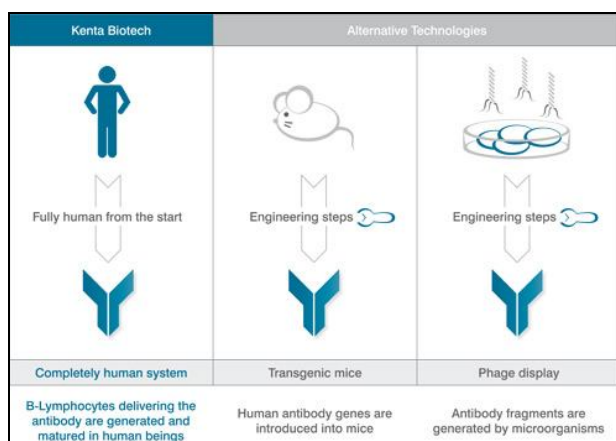 Kenta Biotech
Alternative Technologies
Fully human from the start
Engineering steps
Engineering steps
Completely human system
Transgenic mice
Phage display
B-Lymphocytes delivering the
antibody are generated and
matured in human beings
Human antibody genes are
introduced into mice
Antibody fragments are
generated by microorganisms